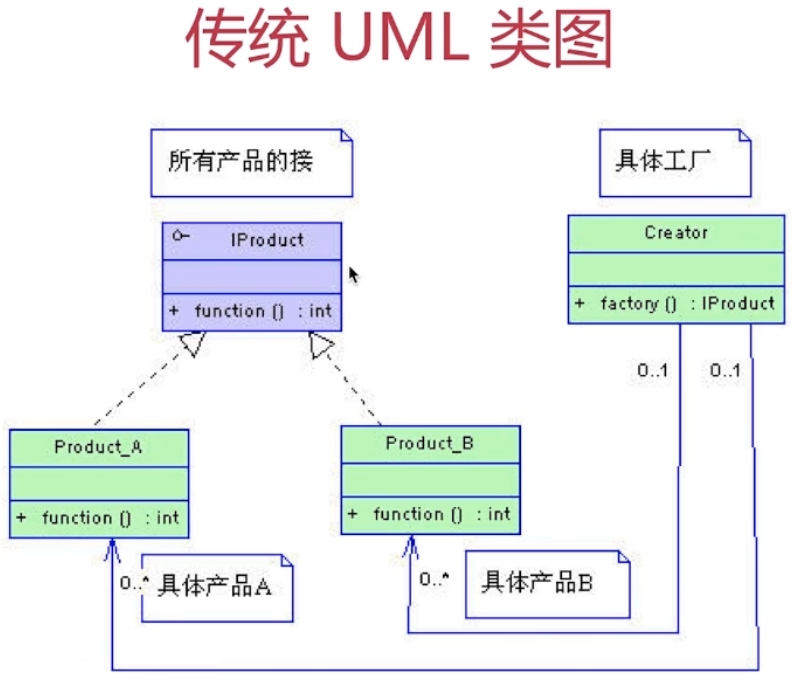 传统 UML 类图
所有产品的接
具体工厂
IProduct
+ function () : int
Creator
+ factory () : IProduct
0..1
0..1
Product_A
+ function () : int
Product_B
+ function () : int
0..*
具体产品A
0..*
具体产品B